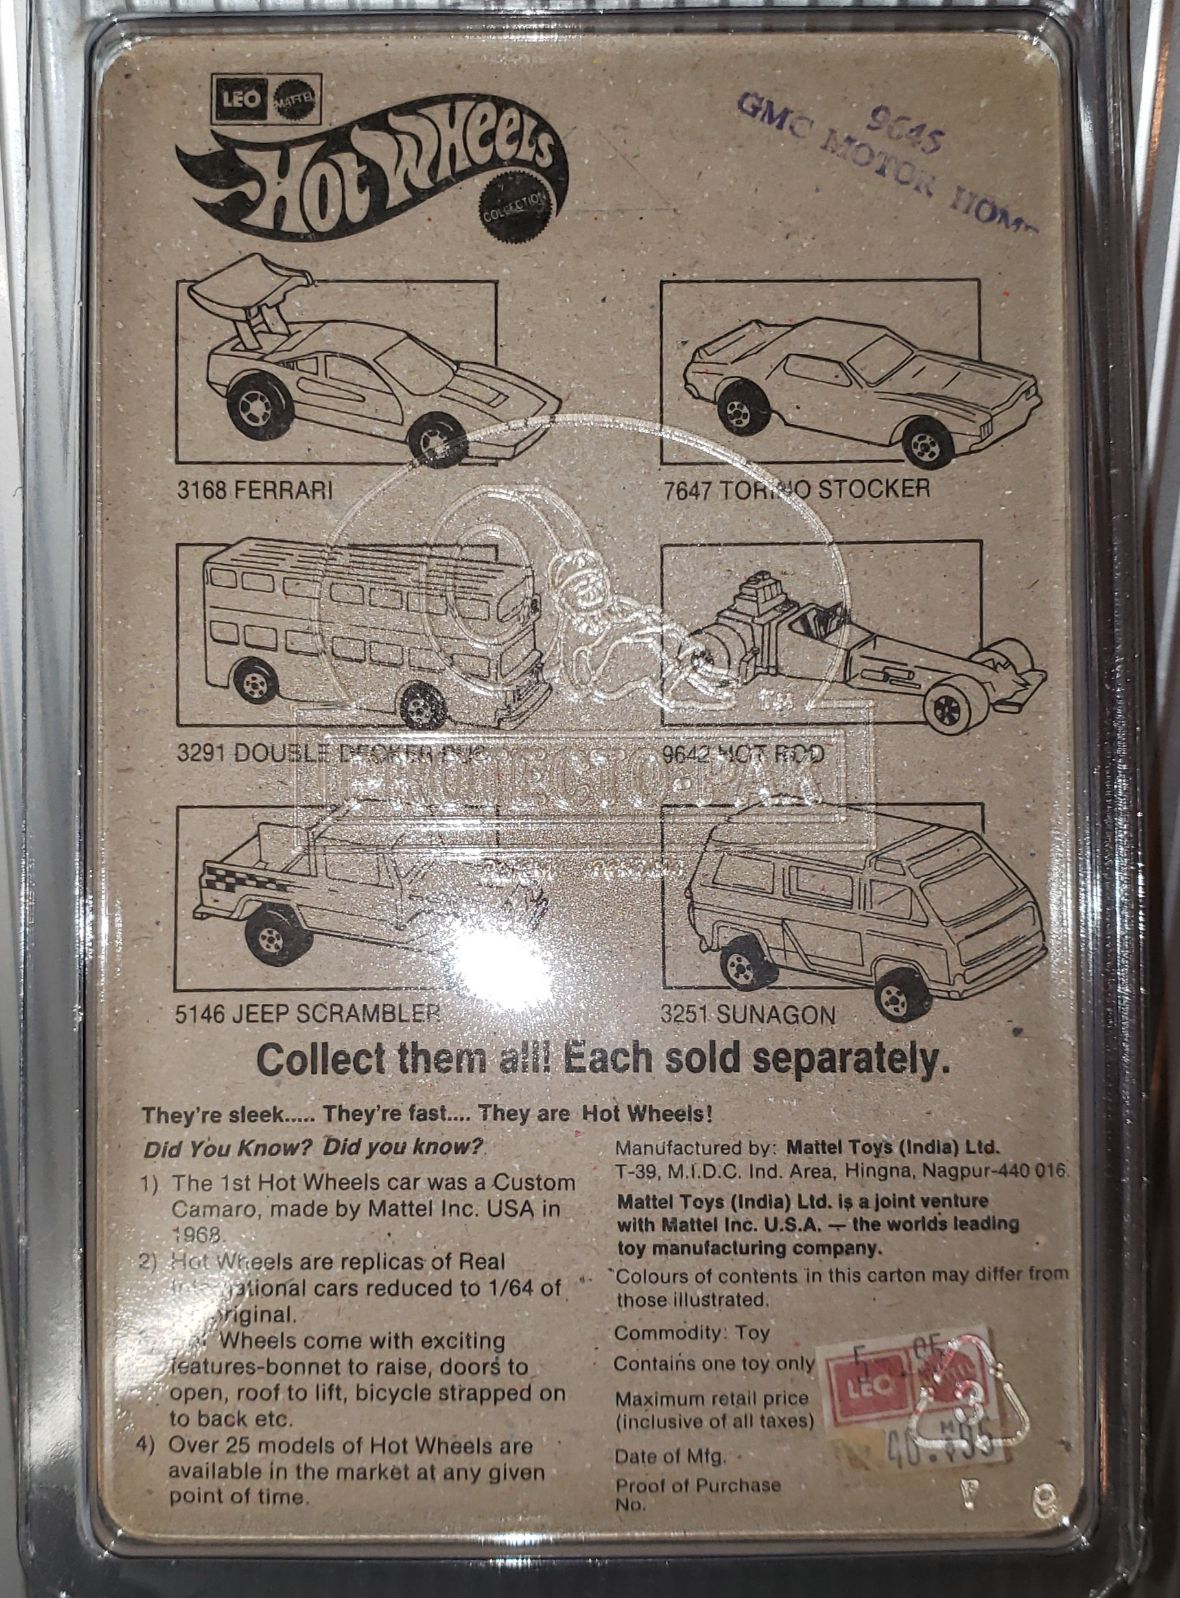 LEO MATTEL
Hot Wheels
COLLECTION
9645
GMC MOTOR HOME
3168 FERRARI
7647 TORINO STOCKER
3291 DOUBLE DECKER BUS
9642 HOT ROD
PROTECTO-PAK
5146 JEEP SCRAMBLER
3251 SUNAGON
Collect them all! Each sold separately.
They're sleek..... They're fast.... They are Hot Wheels!
Did You Know? Did you know?
1) The 1st Hot Wheels car was a Custom
Camaro, made by Mattel Inc. USA in
1968.
2) Hot Wheels are replicas of Real
International cars reduced to 1/64 of
original.
Wheels come with exciting
features-bonnet to raise, doors to
open, roof to lift, bicycle strapped on
to back etc.
4) Over 25 models of Hot Wheels are
available in the market at any given
point of time.
Manufactured by: Mattel Toys (India) Ltd.
T-39, M.I.D.C. Ind. Area, Hingna, Nagpur-440 016.
Mattel Toys (India) Ltd. is a joint venture
with Mattel Inc. U.S.A. — the worlds leading
toy manufacturing company.
Colours of contents in this carton may differ from
those illustrated.
Commodity: Toy
Contains one toy only
Maximum retail price
(inclusive of all taxes)
Date of Mfg.
Proof of Purchase
No.
LEO
3